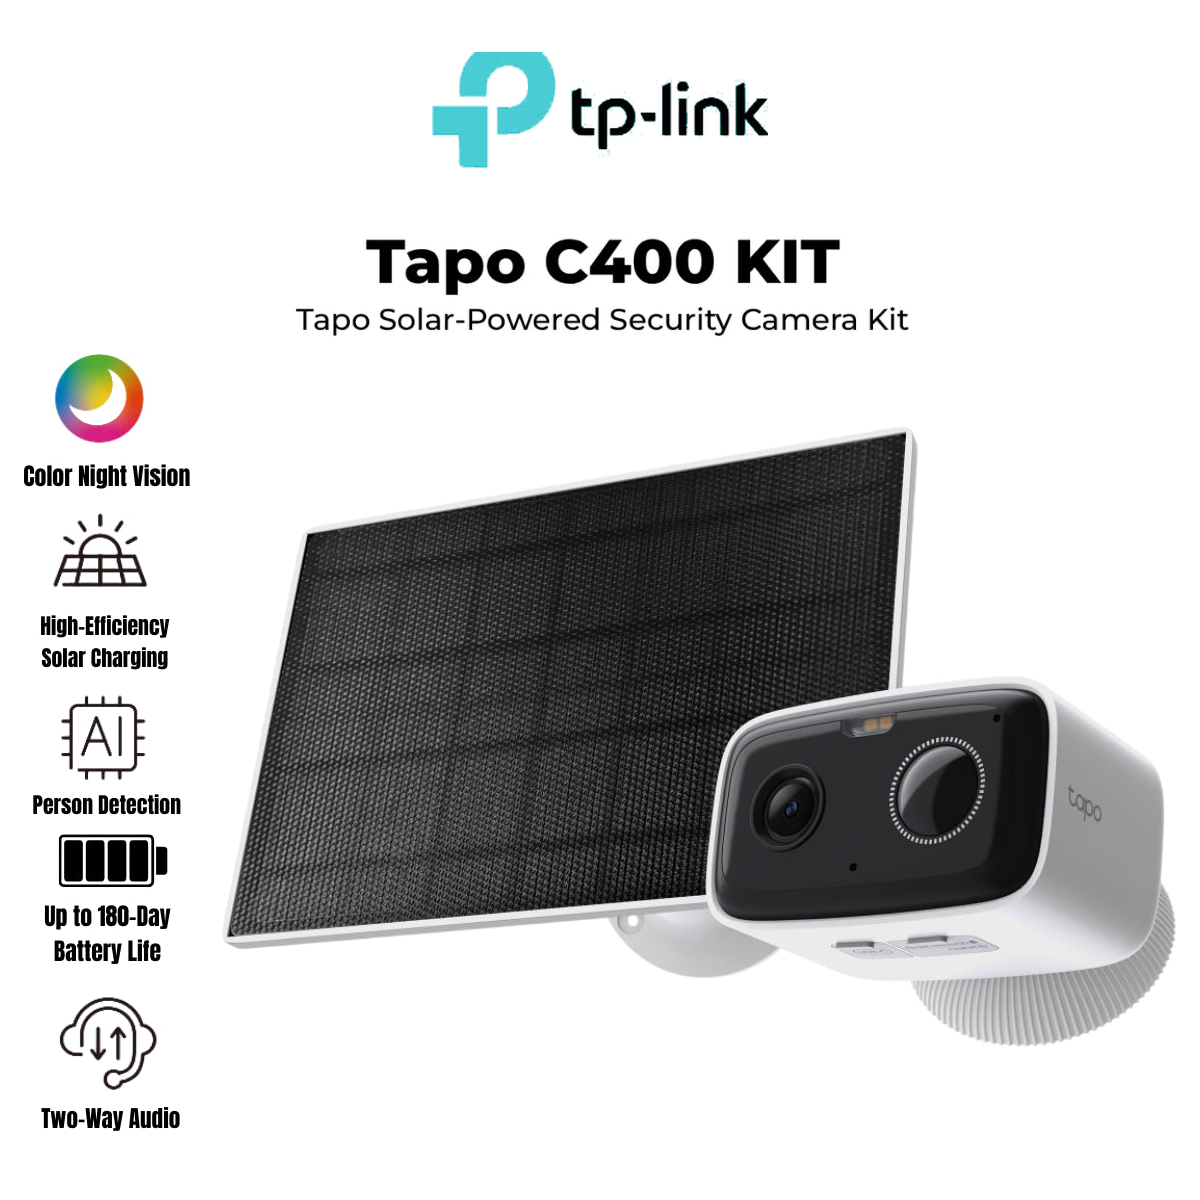 tp-link
Tapo C400 KIT
Tapo Solar-Powered Security Camera Kit
Color Night Vision
High-Efficiency
Solar Charging
AI
Person Detection
Up to 180-Day
Battery Life
Two-Way Audio
tapo